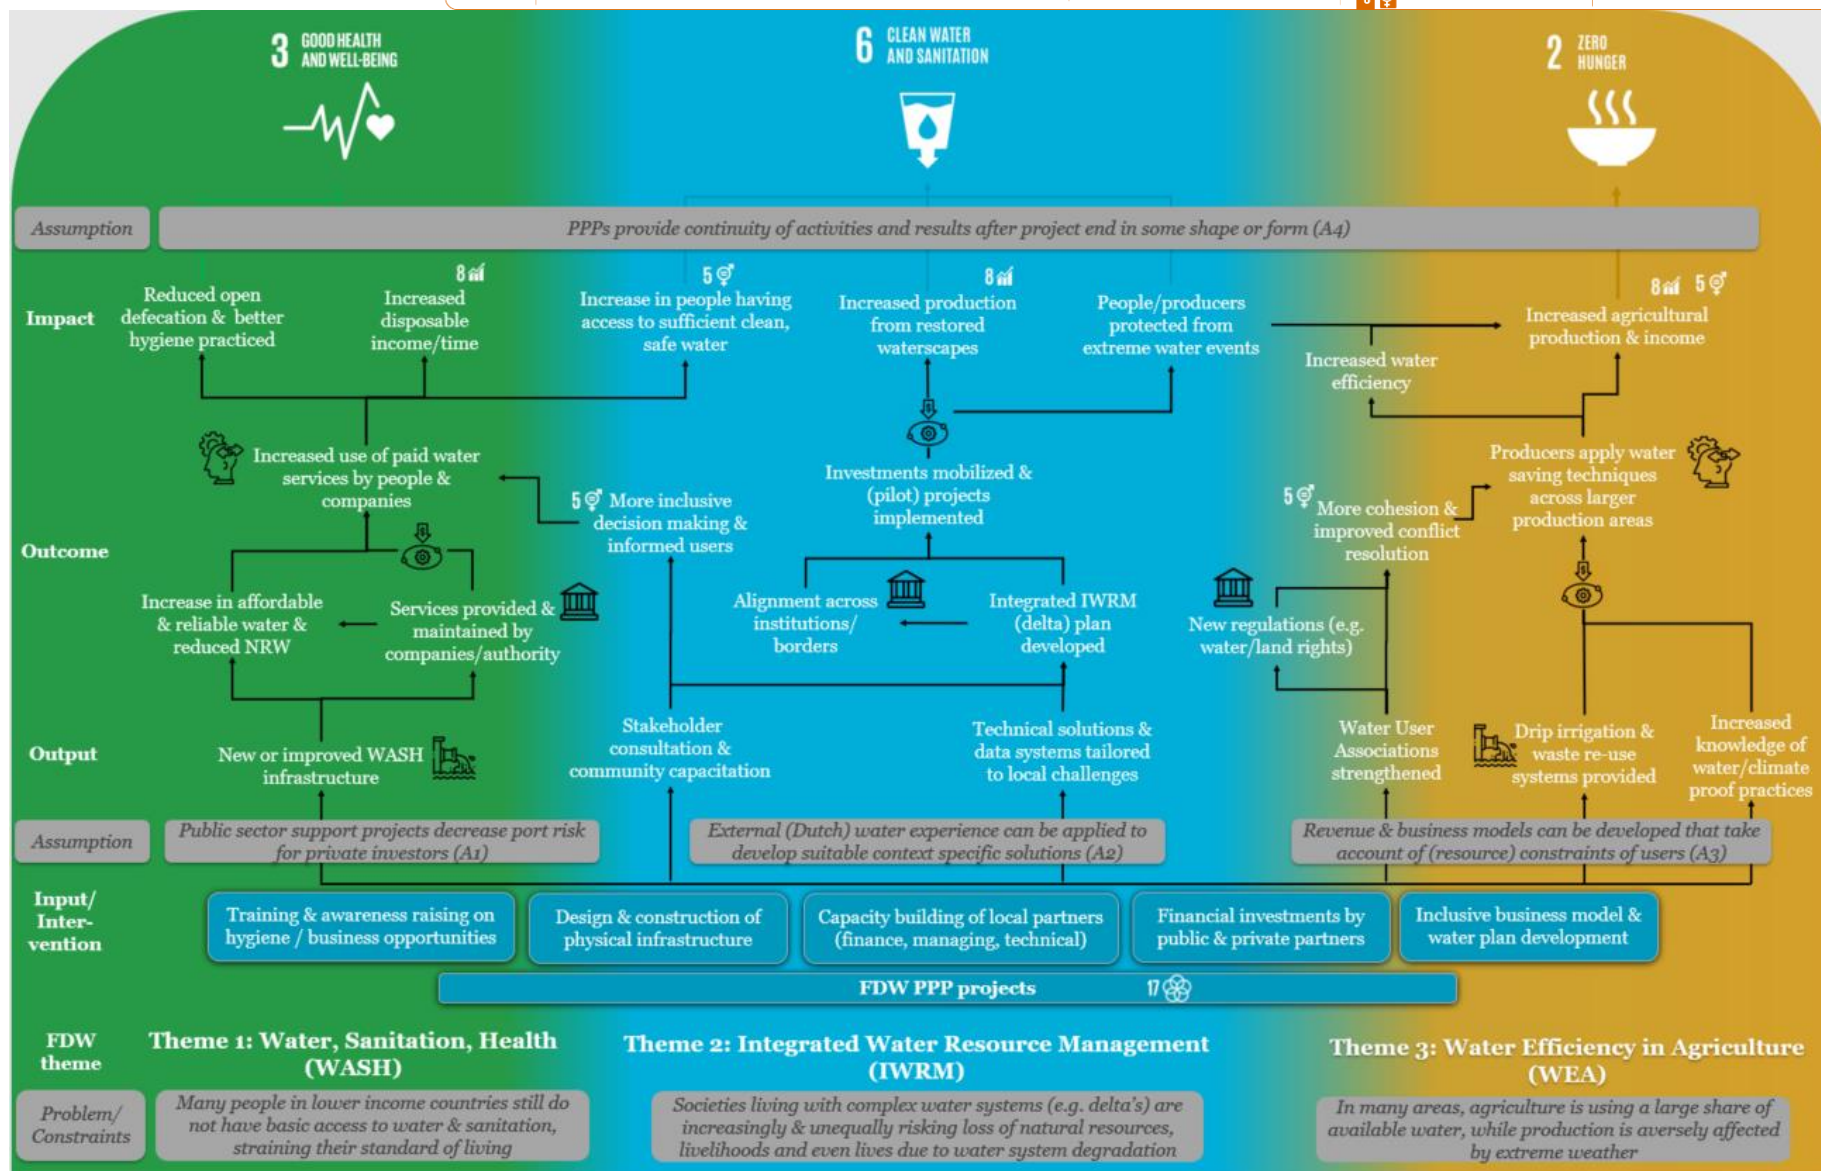 3 GOOD HEALTH
AND WELL-BEING
6 CLEAN WATER
AND SANITATION
2 ZERO
HUNGER
Assumption
PPPs provide continuity of activities and results after project end in some shape or form (A4)
Impact
Reduced open
defecation & better
hygiene practiced
8
Increased
disposable
income/time
5
Increase in people having
access to sufficient clean,
safe water
8
Increased production
from restored
waterscapes
People/producers
protected from
extreme water events
8 5
Increased agricultural
production & income
Increased water
efficiency
Outcome
Increased use of paid water
services by people &
companies
5 More inclusive
decision making &
informed users
Investments mobilized &
(pilot) projects
implemented
5 More cohesion &
improved conflict
resolution
Producers apply water
saving techniques
across larger
production areas
Increase in affordable
& reliable water &
reduced NRW
Services provided &
maintained by
companies/authority
Alignment across
institutions/
borders
Integrated IWRM
(delta) plan
developed
New regulations (e.g.
water/land rights)
Output
New or improved WASH
infrastructure
Stakeholder
consultation &
community capacitation
Technical solutions &
data systems tailored
to local challenges
Water User
Associations
strengthened
Drip irrigation &
waste re-use
systems provided
Increased
knowledge of
water/climate
proof practices
Assumption
Public sector support projects decrease port risk
for private investors (A1)
External (Dutch) water experience can be applied to
develop suitable context specific solutions (A2)
Revenue & business models can be developed that take
account of (resource) constraints of users (A3)
Input/
Inter-
vention
Training & awareness raising on
hygiene / business opportunities
Design & construction of
physical infrastructure
Capacity building of local partners
(finance, managing, technical)
Financial investments by
public & private partners
Inclusive business model &
water plan development
FDW PPP projects 17
FDW
theme
Theme 1: Water, Sanitation, Health
(WASH)
Theme 2: Integrated Water Resource Management
(IWRM)
Theme 3: Water Efficiency in Agriculture
(WEA)
Problem/
Constraints
Many people in lower income countries still do
not have basic access to water & sanitation,
straining their standard of living
Societies living with complex water systems (e.g. delta's) are
increasingly & unequally risking loss of natural resources,
livelihoods and even lives due to water system degradation
In many areas, agriculture is using a large share of
available water, while production is aversely affected
by extreme weather